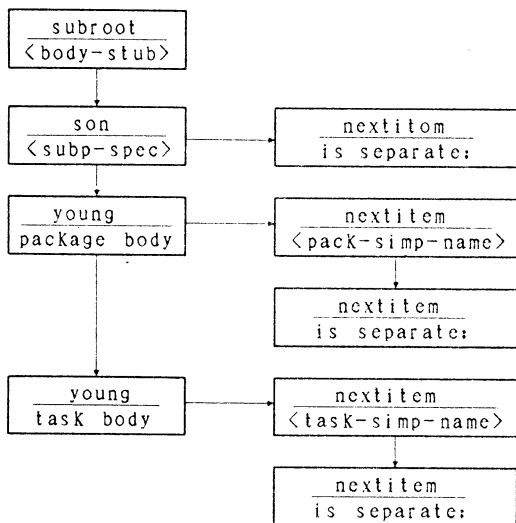 subroot
<body-stub>
son
<subp-spec>
nextitom
is separate:
young
package body
nextitem
<pack-simp-name>
nextitem
is separate:
young
task body
nextitem
<task-simp-name>
nextitem
is separate: